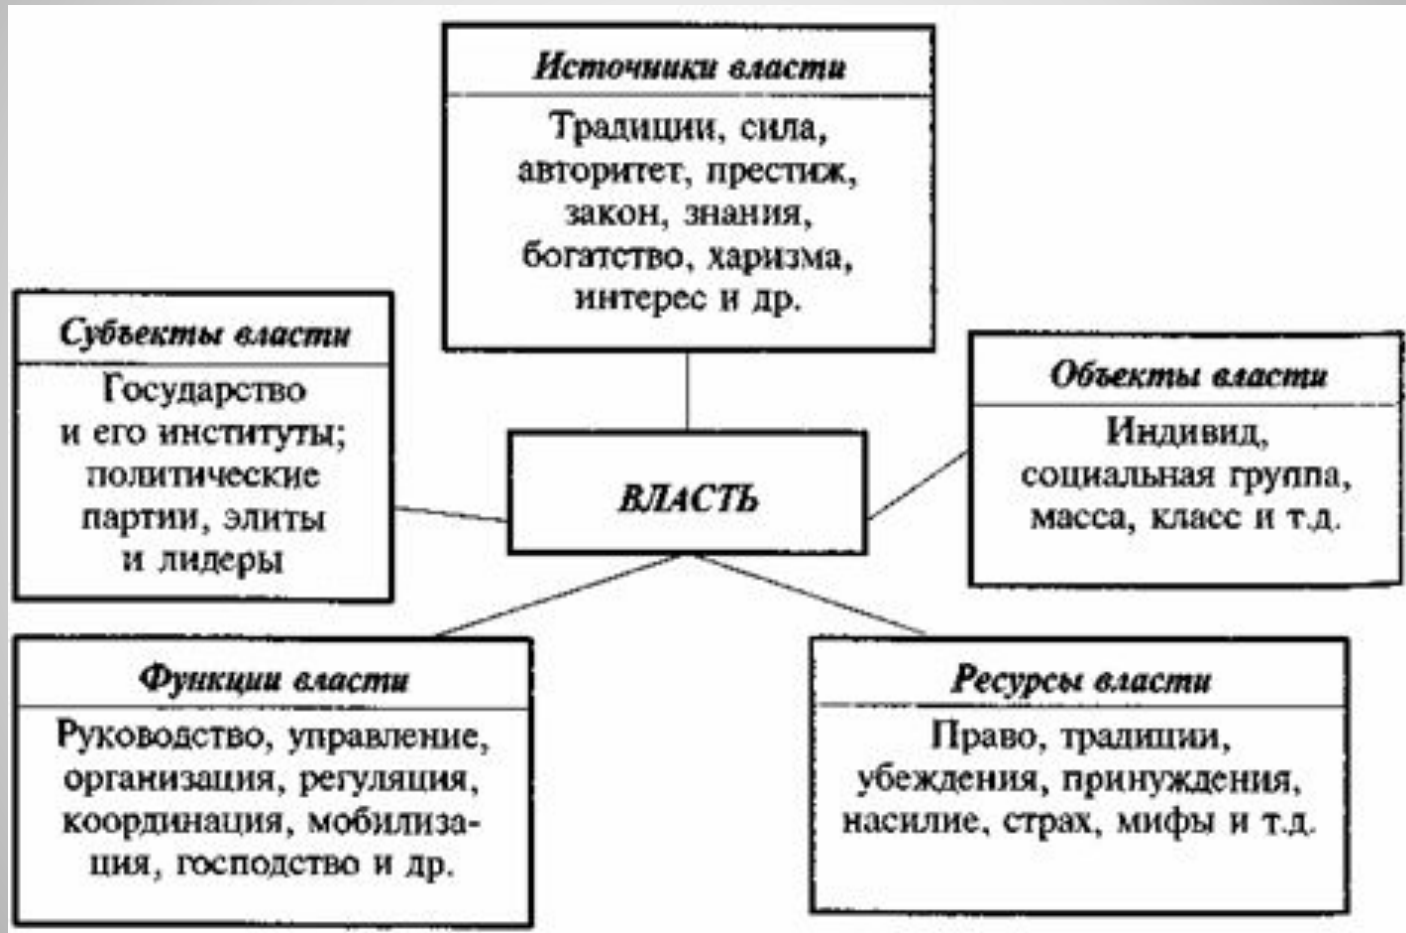 Источники власти
Традиции, сила,
авторитет, престиж,
закон, знания,
богатство, харизма,
интерес и др.
Субъекты власти
Государство
и его институты;
политические
партии, элиты
и лидеры
ВЛАСТЬ
Объекты власти
Индивид,
социальная группа,
масса, класс и т.д.
Функции власти
Руководство, управление,
организация, регуляция,
координация, мобилиза-
ция, господство и др.
Ресурсы власти
Право, традиции,
убеждения, принуждения,
насилие, страх, мифы и т.д.